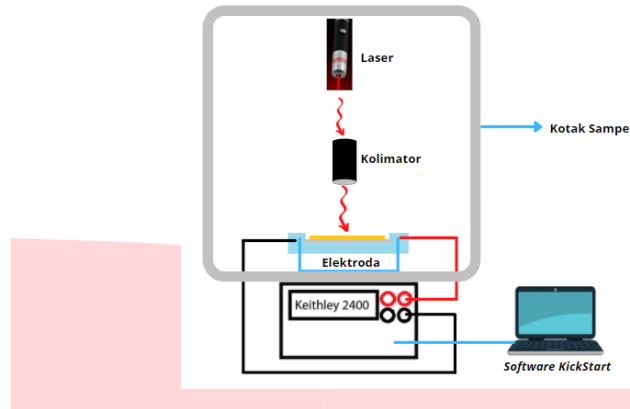 Laser
Kotak Sampe
Kolimator
Elektroda
Keithley 2400
Software KickStart